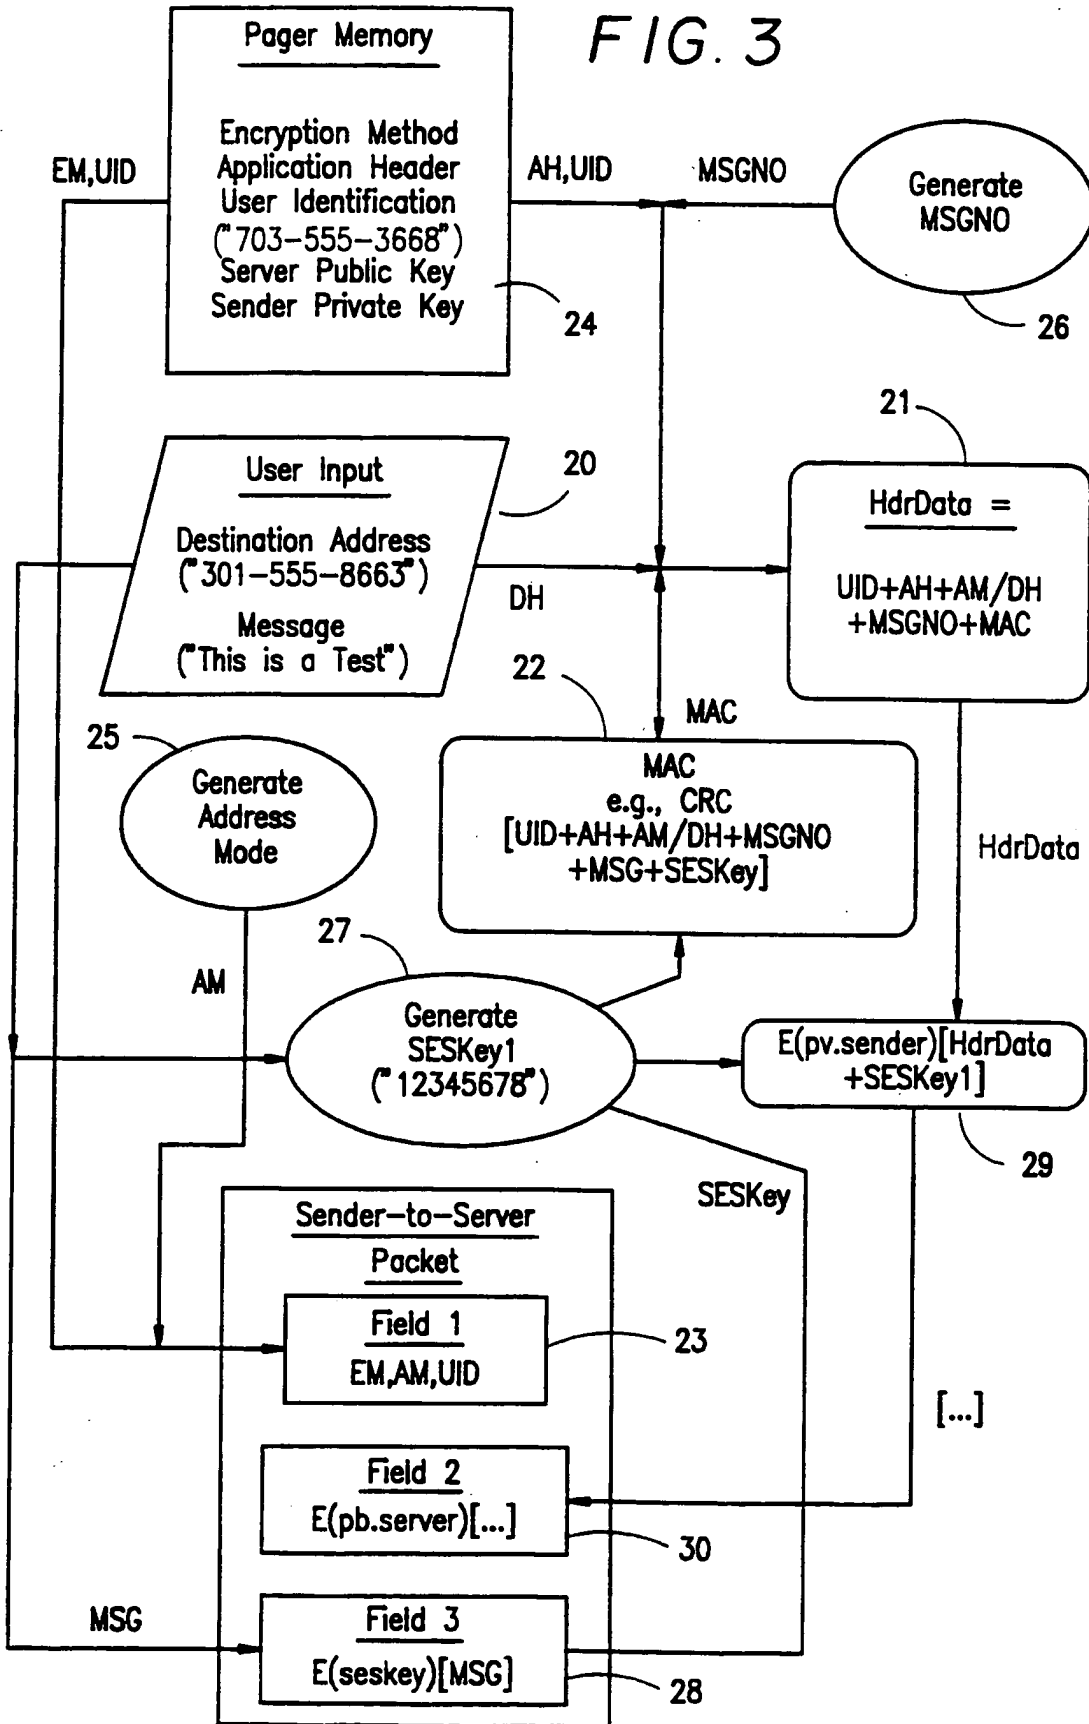 FIG. 3
Pager Memory
Encryption Method
Application Header
User Identification
("703-555-3668")
Server Public Key
Sender Private Key
24
EM,UID
AH,UID
MSGNO
Generate
MSGNO
26
User Input
Destination Address
("301-555-8663")
Message
("This is a Test")
20
DH
21
HdrData =
UID+AH+AM/DH
+MSGNO+MAC
22
MAC
MAC
e.g., CRC
[UID+AH+AM/DH+MSGNO
+MSG+SESKey]
25
Generate
Address
Mode
AM
HdrData
27
Generate
SESKey1
("12345678")
E(pv.sender)[HdrData
+SESKey1]
29
SESKey
Sender-to-Server
Packet
Field 1
EM,AM,UID
23
[...]
Field 2
E(pb.server)[...]
30
MSG
Field 3
E(seskey)[MSG]
28